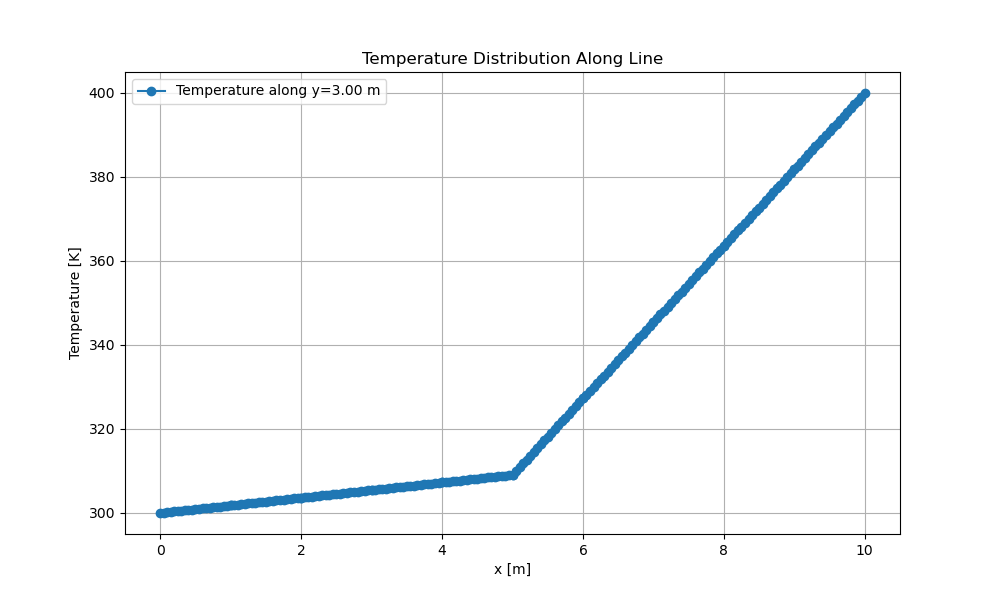 Temperature Distribution Along Line
Temperature along y=3.00 m
400
380
360
340
320
300
Temperature [K]
0 2 4 6 8 10
x [m]